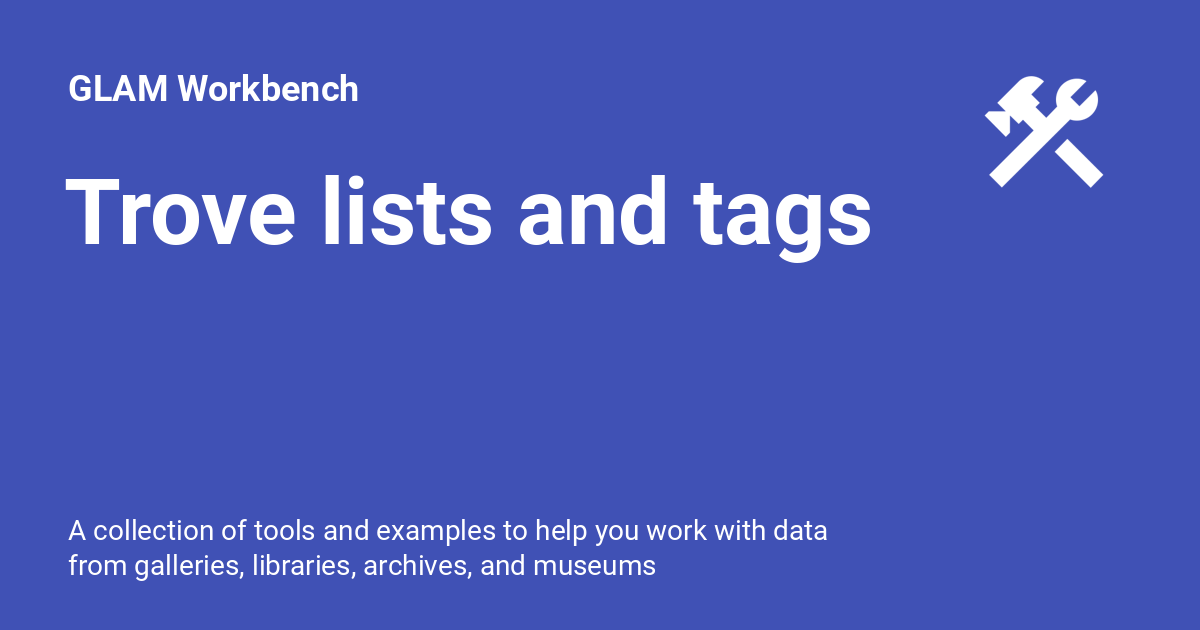 GLAM Workbench
Trove lists and tags
A collection of tools and examples to help you work with data
from galleries, libraries, archives, and museums